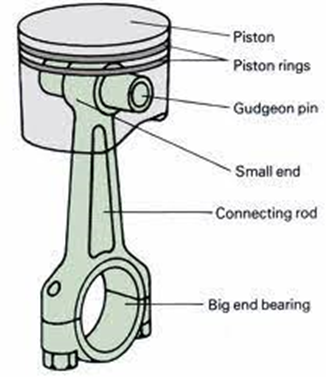 Piston
Piston rings
Gudgeon pin
Small end
Connecting rod
Big end bearing